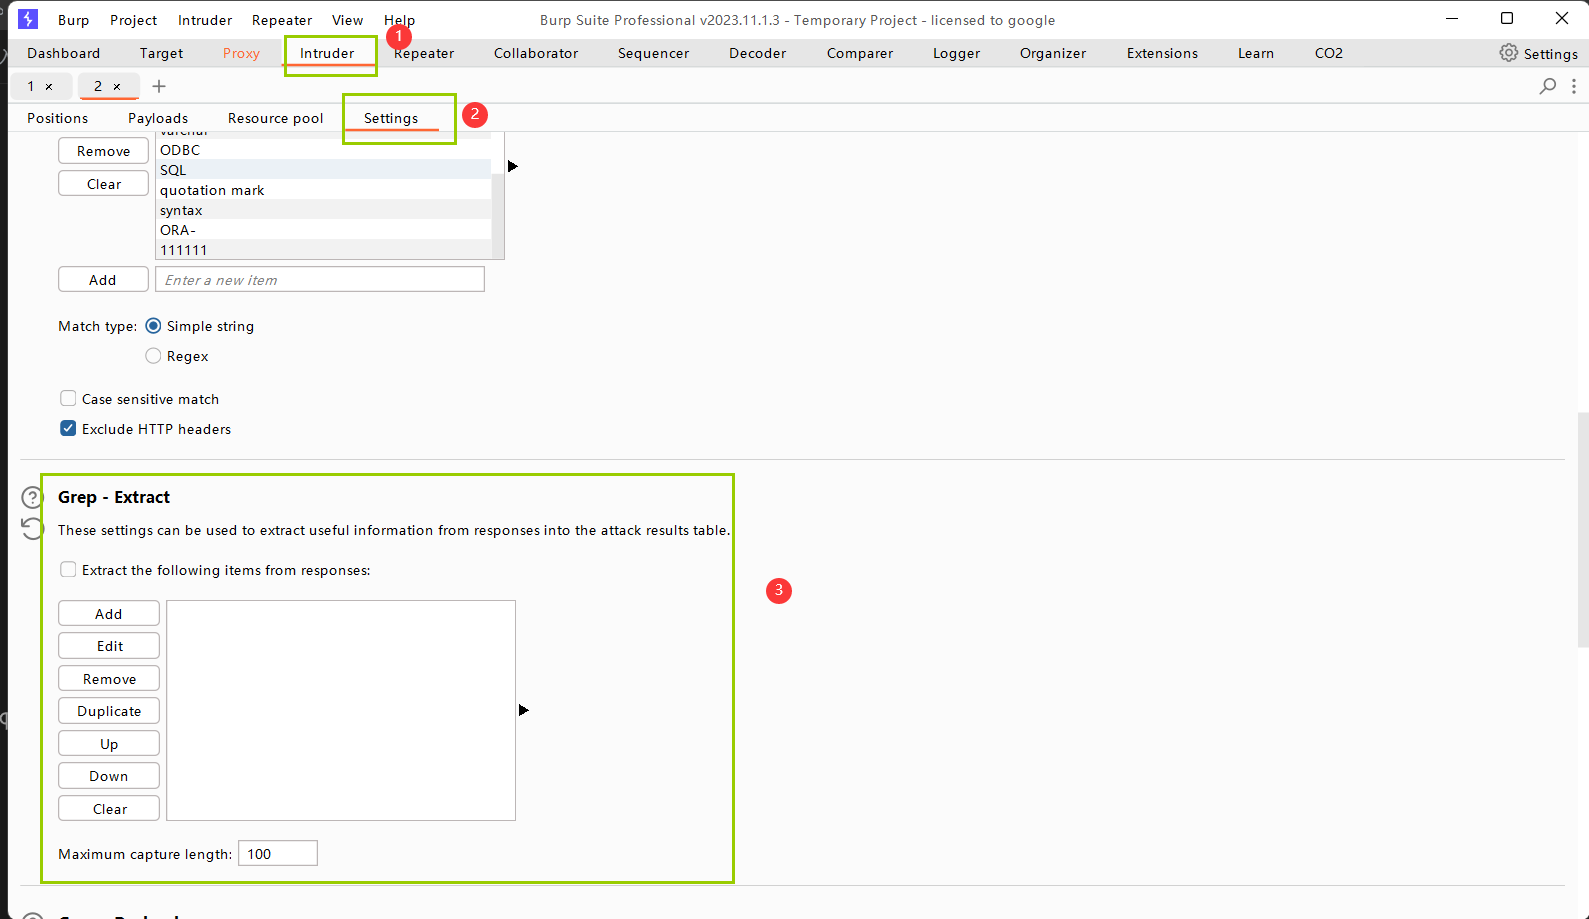 Burp Project Intruder Repeater View Help Burp Suite Professional v2023.11.1.3 - Temporary Project - licensed to google
1
Dashboard Target Proxy Intruder Repeater Collaborator Sequencer Decoder Comparer Logger Organizer Extensions Learn CO2 Settings
1 × 2 × +
Positions Payloads Resource pool Settings 2
varchar
Remove ODBC
SQL
Clear quotation mark
syntax
ORA-
111111
Add Enter a new item
Match type: Simple string
Regex
Case sensitive match
Exclude HTTP headers
? Grep - Extract
These settings can be used to extract useful information from responses into the attack results table.
Extract the following items from responses:
3
Add
Edit
Remove
Duplicate
Up
Down
Clear
Maximum capture length: 100